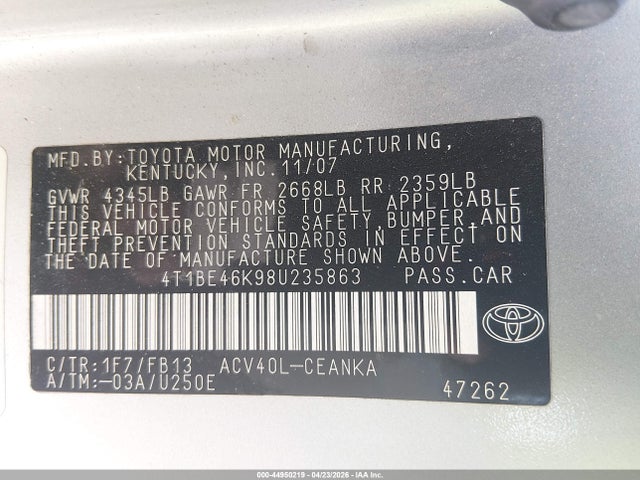 MFD.BY:TOYOTA MOTOR MANUFACTURING,
KENTUCKY, INC. 11/07
GVWR 4345LB GAWR FR 2668LB RR 2359LB
THIS VEHICLE CONFORMS TO ALL APPLICABLE
FEDERAL MOTOR VEHICLE SAFETY, BUMPER, AND
THEFT PREVENTION STANDARDS IN EFFECT ON
THE DATE OF MANUFACTURE SHOWN ABOVE.
4T1BE46K98U235863 PASS.CAR
C/TR:1F7/FB13 ACV40L-CEANKA
A/TM:-03A/U250E 47262
000-44950219 - 04/23/2026 - IAA Inc.